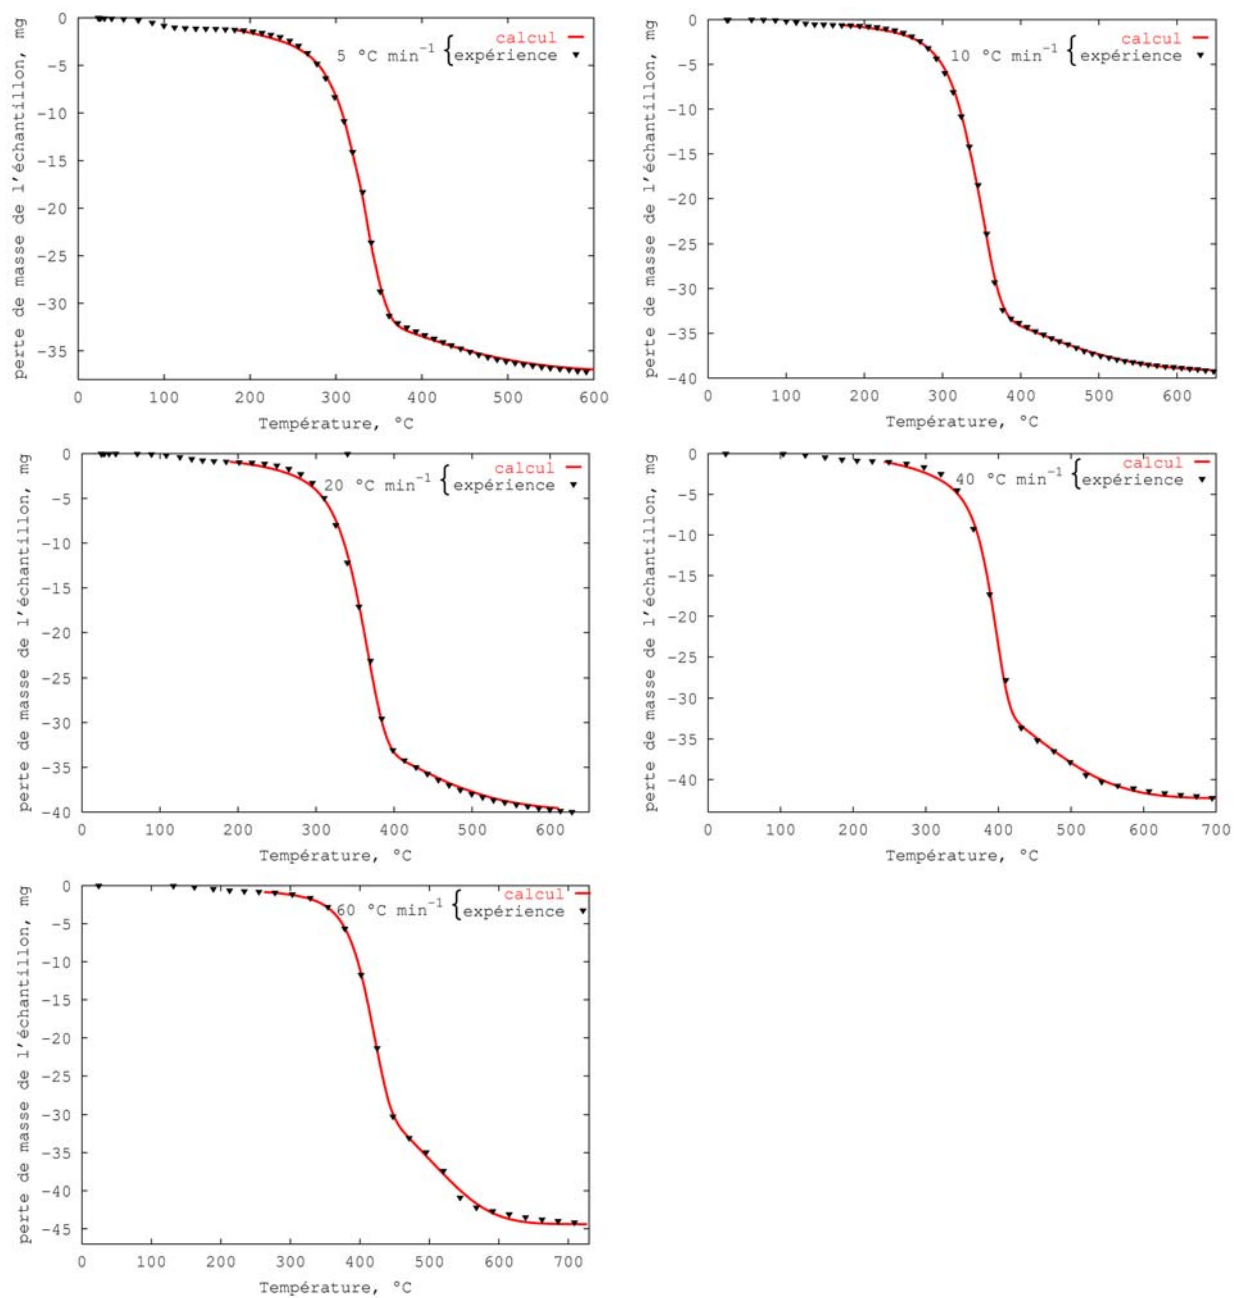 perte de masse de l'échantillon, mg
0
-5
-10
-15
-20
-25
-30
-35
0 100 200 300 400 500 600
Température, °C
5 °C min⁻¹ { calcul
expérience
perte de masse de l'échantillon, mg
0
-5
-10
-15
-20
-25
-30
-35
-40
0 100 200 300 400 500 600
Température, °C
10 °C min⁻¹ { calcul
expérience
perte de masse de l'échantillon, mg
0
-5
-10
-15
-20
-25
-30
-35
-40
0 100 200 300 400 500 600
Température, °C
20 °C min⁻¹ { calcul
expérience
perte de masse de l'échantillon, mg
0
-5
-10
-15
-20
-25
-30
-35
-40
0 100 200 300 400 500 600 700
Température, °C
40 °C min⁻¹ { calcul
expérience
perte de masse de l'échantillon, mg
0
-5
-10
-15
-20
-25
-30
-35
-40
-45
0 100 200 300 400 500 600 700
Température, °C
60 °C min⁻¹ { calcul
expérience